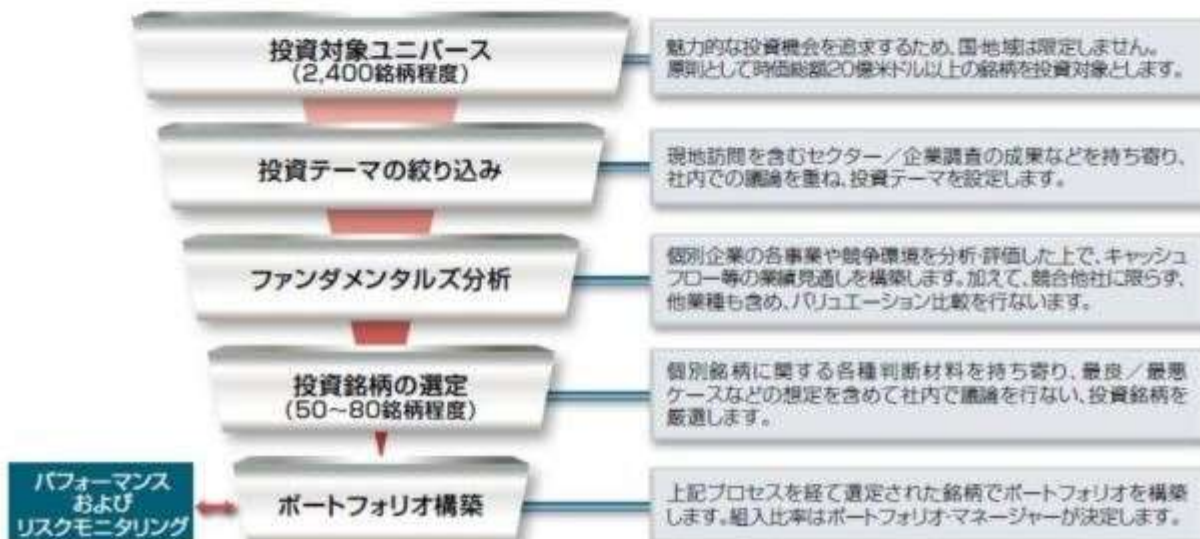 投資対象ユニバース
(2,400銘柄程度)
魅力的な投資機会を追求するため、国・地域は限定しません。
原則として時価総額20億米ドル以上の銘柄を投資対象とします。
投資テーマの絞り込み
現地訪問を含むセクター／企業調査の成果などを持ち寄り、
社内での議論を重ね、投資テーマを設定します。
ファンダメンタルズ分析
個別企業の各事業や競争環境を分析・評価した上で、キャッシュ
フロー等の業績見通しを構築します。加えて、競合他社に限らず、
他業種も含め、バリュエーション比較を行ないます。
投資銘柄の選定
(50～80銘柄程度)
個別銘柄に関する各種判断材料を持ち寄り、最良／最悪
ケースなどの想定を含めて社内で議論を行ない、投資銘柄を
厳選します。
パフォーマンス
および
リスクモニタリング
ポートフォリオ構築
上記プロセスを経て選定された銘柄でポートフォリオを構築
します。組入比率はポートフォリオ・マネージャーが決定します。